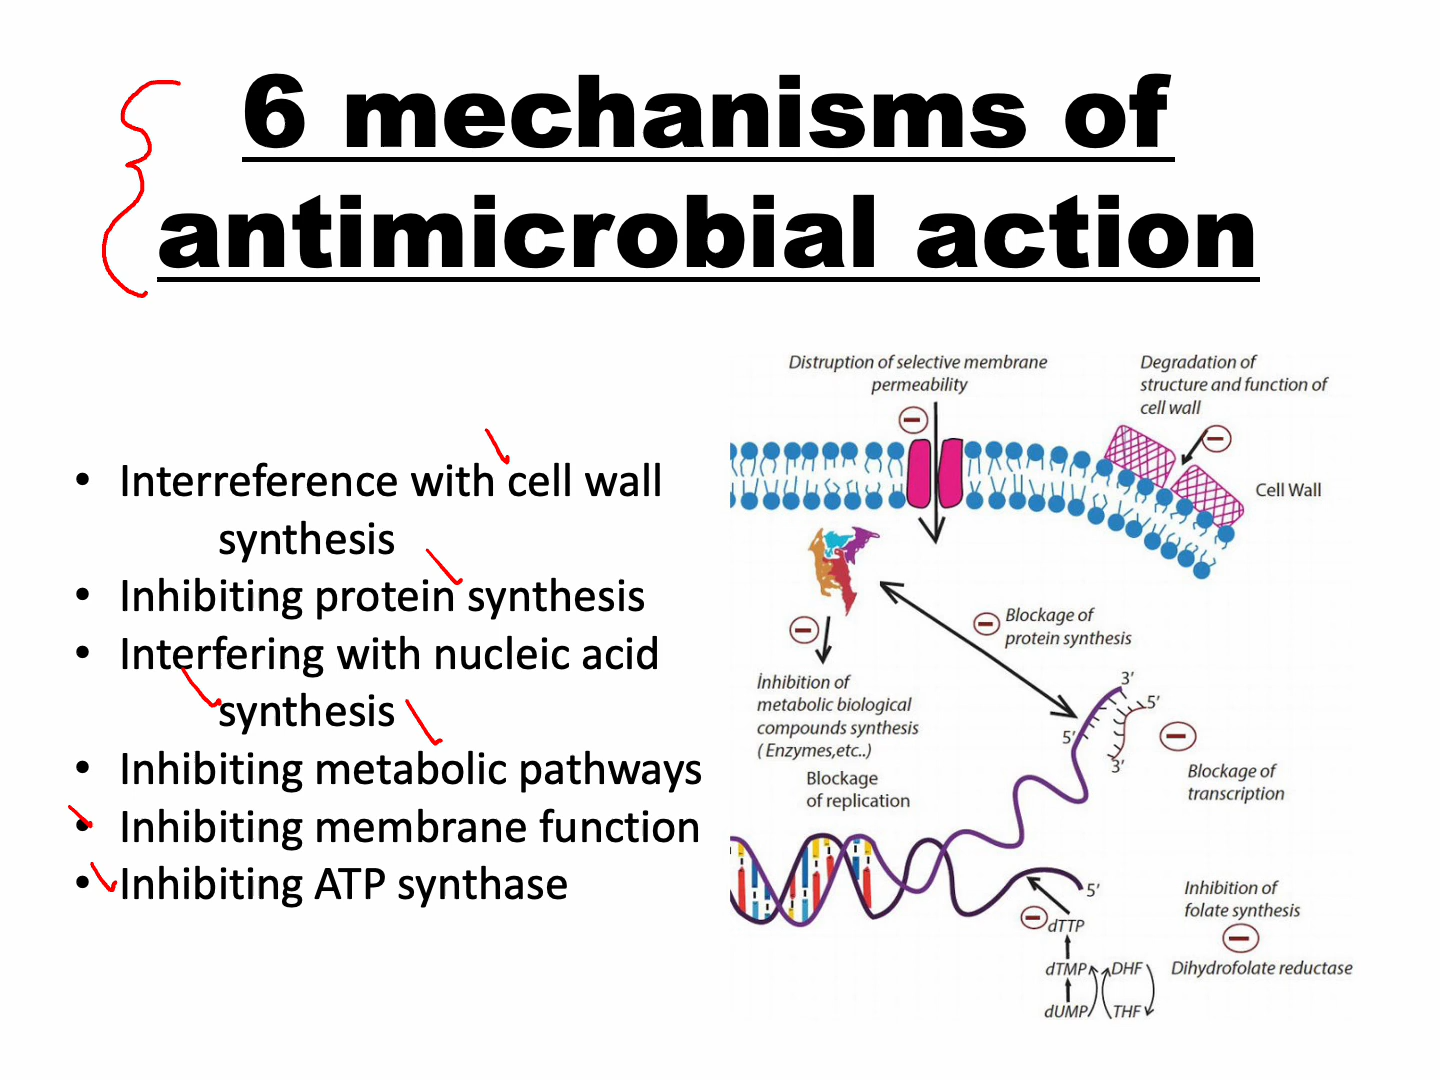 6 mechanisms of
antimicrobial action
• Interreference with cell wall
synthesis
• Inhibiting protein synthesis
• Interfering with nucleic acid
synthesis
• Inhibiting metabolic pathways
• Inhibiting membrane function
• Inhibiting ATP synthase
Distruption of selective membrane
permeability
Degradation of
structure and function of
cell wall
Cell Wall
Blockage of
protein synthesis
İnhibition of
metabolic biological
compounds synthesis
( Enzymes,etc..)
Blockage
of replication
3'
5'
5'
3'
Blockage of
transcription
5'
Inhibition of
folate synthesis
dTTP
dTMP DHF
Dihydrofolate reductase
dUMP THF